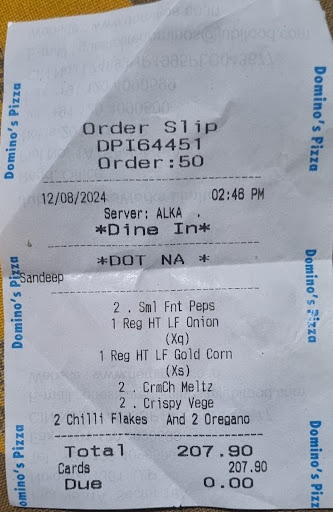 Order Slip
DPI64451
Order:50
12/08/2024 02:46 PM
Server: ALKA .
*Dine In*
*DOT NA *
Sandeep
2 . Sml Fnt Peps
1 Reg HT LF Onion
(Xq)
1 Reg HT LF Gold Corn
(Xs)
2 . CrmCh Meltz
2 . Crispy Vege
2 Chilli Flakes And 2 Oregano
Total 207.90
Cards 207.90
Due 0.00
Domino's Pizza
Domino's Pizza
Domino's Pizza
Domino's Pizza
omino's Pizza
Domino's Pizza